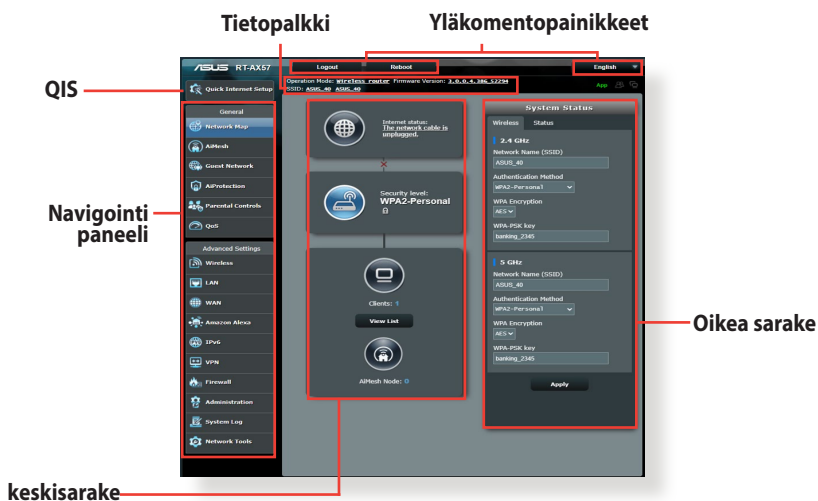 Tietopalkki
Yläkomentopainikkeet
QIS
Navigointi
paneeli
keskisarake
Oikea sarake
ASUS RT-AX57
Logout
Reboot
English
Quick Internet Setup
Operation Mode: Wireless router Firmware Version: 3.0.0.4.386_52294
SSID: ASUS_40 ASUS_40
App
General
Network Map
AiMesh
Guest Network
AiProtection
Parental Controls
QoS
Advanced Settings
Wireless
LAN
WAN
Amazon Alexa
IPv6
VPN
Firewall
Administration
System Log
Network Tools
Internet status:
The network cable is
unplugged.
Security level:
WPA2-Personal
Clients: 1
View List
AiMesh Node: 0
System Status
Wireless Status
2.4 GHz
Network Name (SSID)
ASUS_40
Authentication Method
WPA2-Personal
WPA Encryption
AES
WPA-PSK key
banking_2345
5 GHz
Network Name (SSID)
ASUS_40
Authentication Method
WPA2-Personal
WPA Encryption
AES
WPA-PSK key
banking_2345
Apply